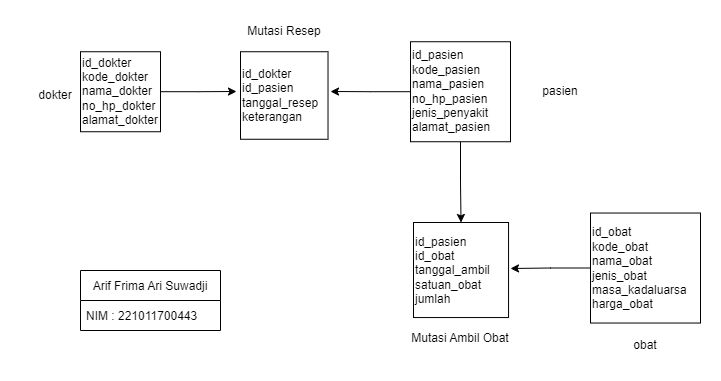 Mutasi Resep
dokter
id_dokter
kode_dokter
nama_dokter
no_hp_dokter
alamat_dokter
id_dokter
id_pasien
tanggal_resep
keterangan
id_pasien
kode_pasien
nama_pasien
no_hp_pasien
jenis_penyakit
alamat_pasien
pasien
id_pasien
id_obat
tanggal_ambil
satuan_obat
jumlah
Mutasi Ambil Obat
id_obat
kode_obat
nama_obat
jenis_obat
masa_kadaluarsa
harga_obat
obat
Arif Frima Ari Suwadji
NIM : 221011700443